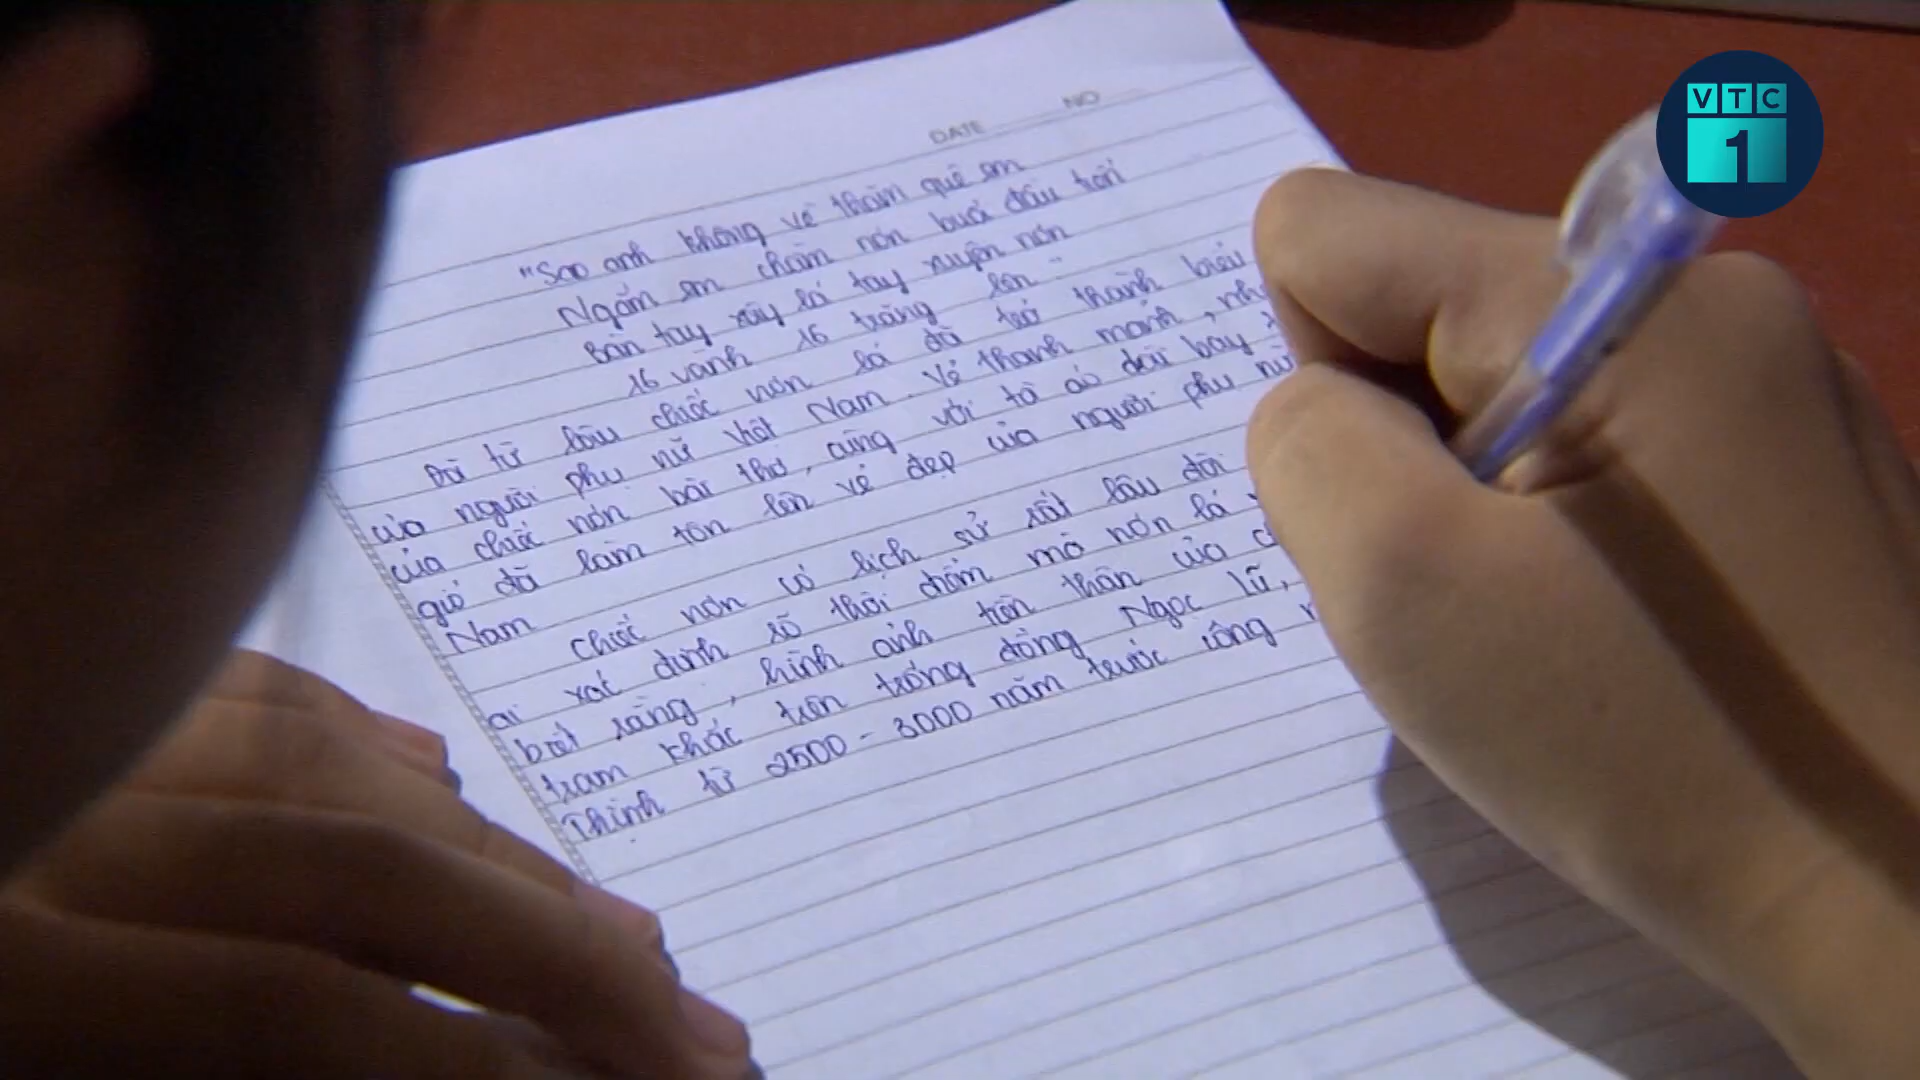 VTC
1
DATE NO
"Sao anh không về thăm quê em
Ngắm em chằm nón buổi đầu tiên
Bàn tay xây lá tay xuyên nón
16 vành 16 trăng lên"
Đã từ lâu chiếc nón lá đã trở thành biểu
của người phụ nữ Việt Nam. Vẻ thanh mảnh, nhẹ
của chiếc nón bài thơ, cùng với tà áo dài bay
gió đã làm tôn lên vẻ đẹp của người phụ nữ
Nam
Chiếc nón có lịch sử rất lâu đời
ai xác định rõ thời điểm mà nón lá
biết rằng, hình ảnh tiền thân của
trạm khắc trên trống đồng Ngọc Lũ,
Thịnh từ 2500 - 3000 năm trước công